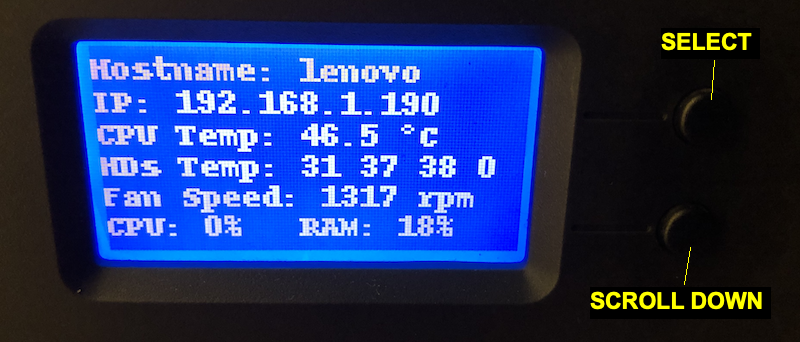 Hostname: lenovo
IP: 192.168.1.190
CPU Temp: 46.5 °C
HDs Temp: 31 37 38 0
Fan Speed: 1317 rpm
CPU: 0% RAM: 18%
SELECT
SCROLL DOWN